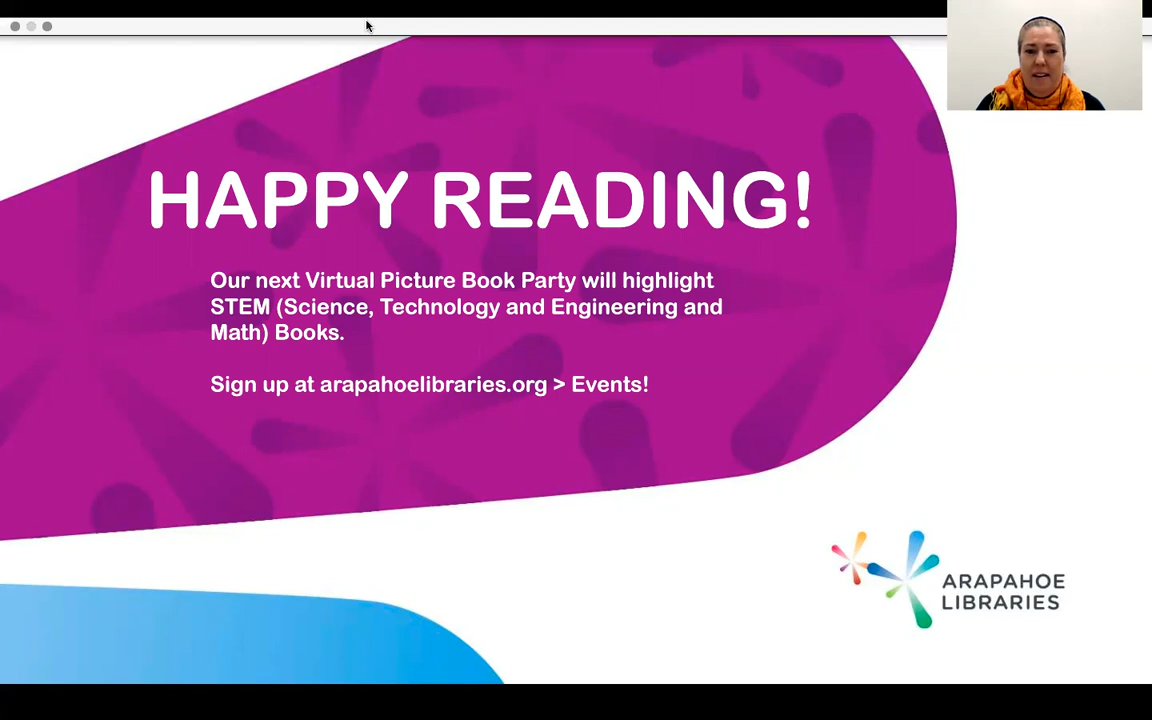 HAPPY READING!
Our next Virtual Picture Book Party will highlight
STEM (Science, Technology and Engineering and
Math) Books.
Sign up at arapahoelibraries.org > Events!
ARAPAHOE
LIBRARIES